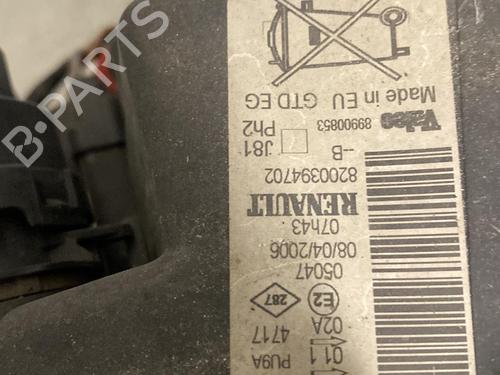 Made in EU GTD EG
Valeo 89900853
J81 Ph2
--B
8200394702
RENAULT
07h43
08/04/2006
05047
287
E2
02A 4717
01 1 PU9A
B-PARTS